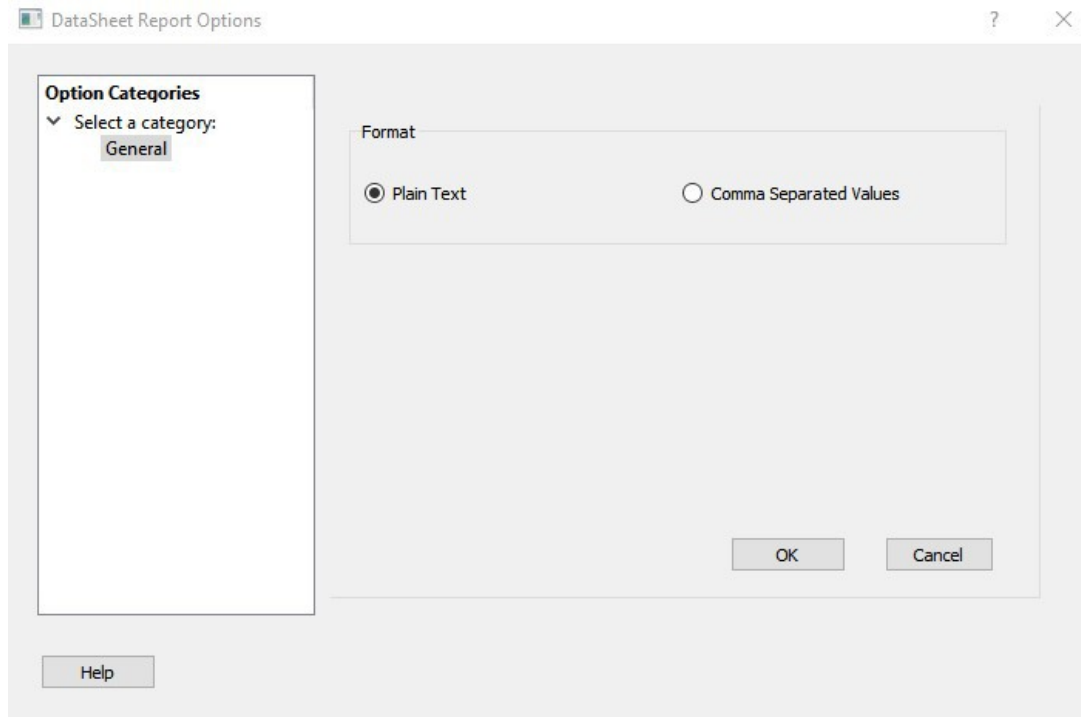 DataSheet Report Options
?
Option Categories
Select a category:
General
Format
Plain Text
Comma Separated Values
OK
Cancel
Help